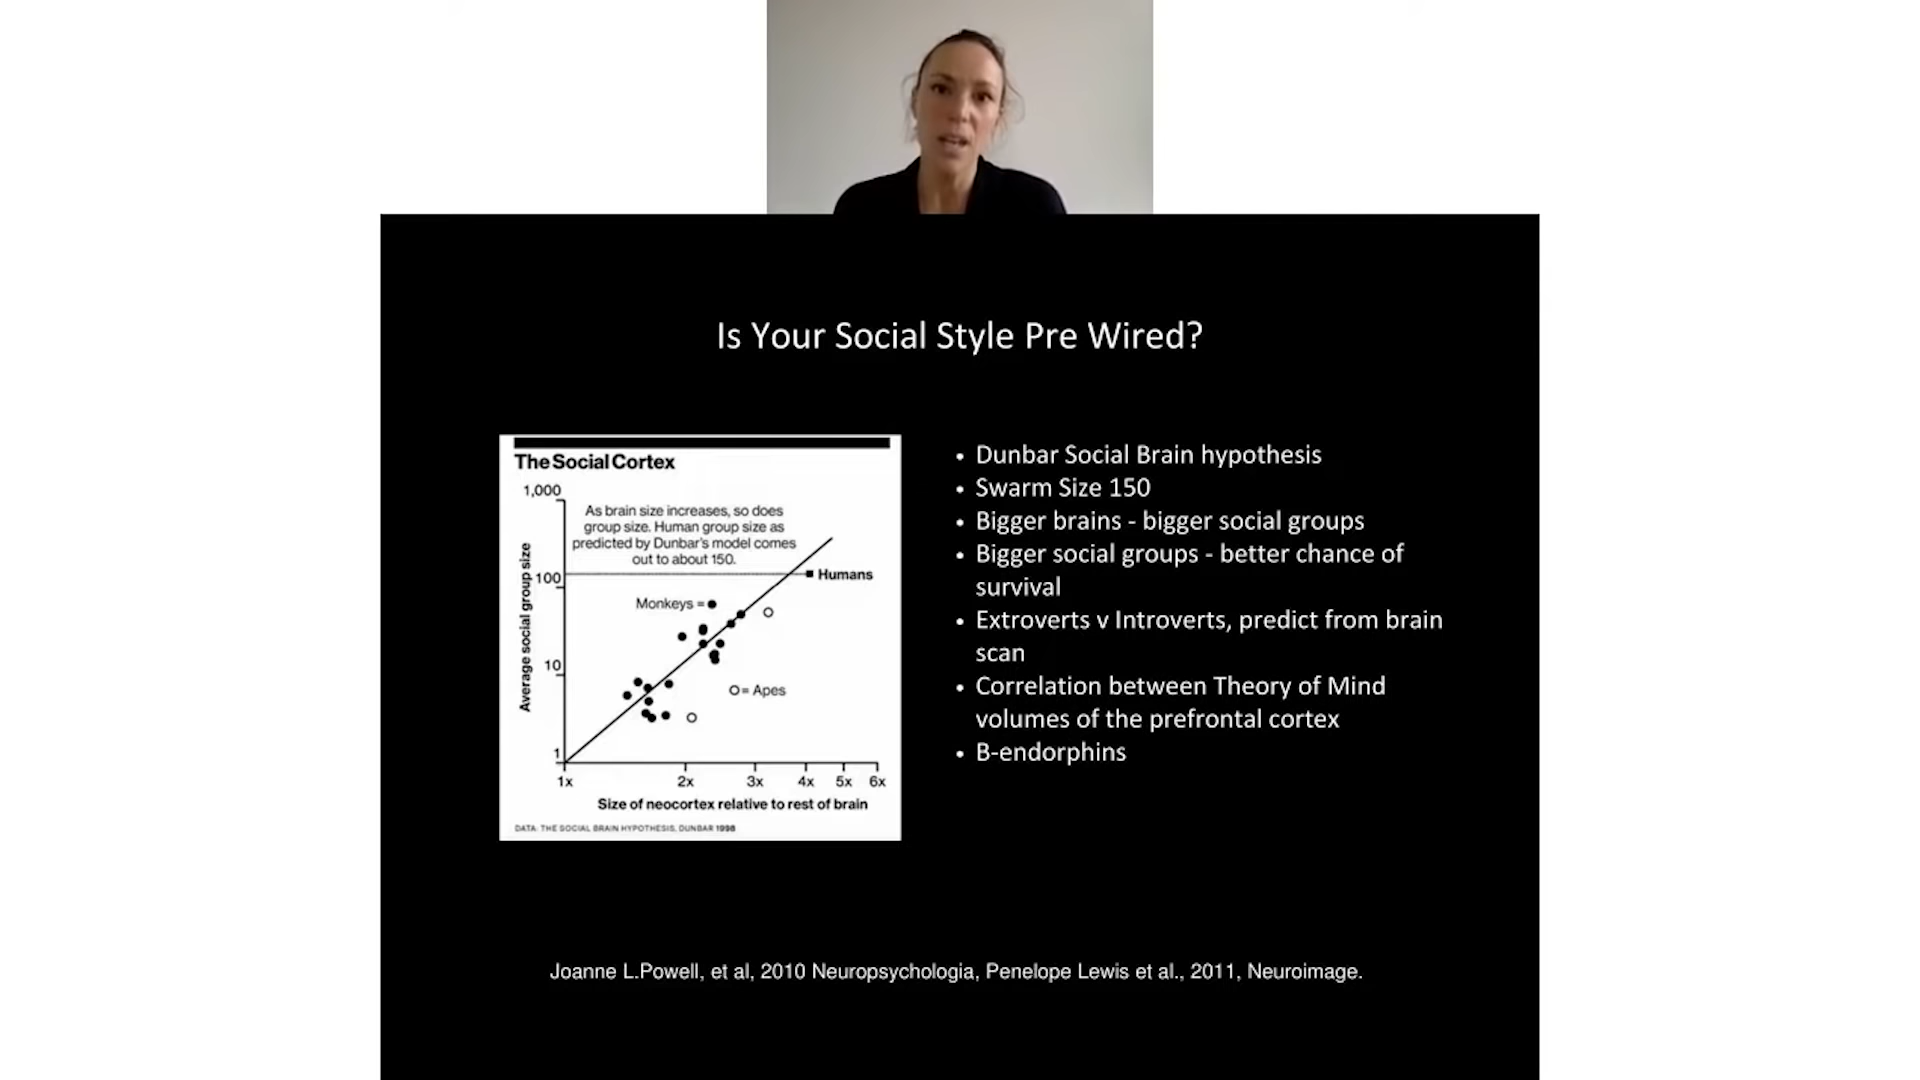 Is Your Social Style Pre Wired?
The Social Cortex
1,000
As brain size increases, so does
group size. Human group size as
predicted by Dunbar's model comes
out to about 150.
100
Humans
Monkeys =
10
= Apes
1
Average social group size
1x 2x 3x 4x 5x 6x
Size of neocortex relative to rest of brain
DATA: THE SOCIAL BRAIN HYPOTHESIS, DUNBAR 1998
• Dunbar Social Brain hypothesis
• Swarm Size 150
• Bigger brains - bigger social groups
• Bigger social groups - better chance of
survival
• Extroverts v Introverts, predict from brain
scan
• Correlation between Theory of Mind
volumes of the prefrontal cortex
• B-endorphins
Joanne L.Powell, et al, 2010 Neuropsychologia, Penelope Lewis et al., 2011, Neuroimage.